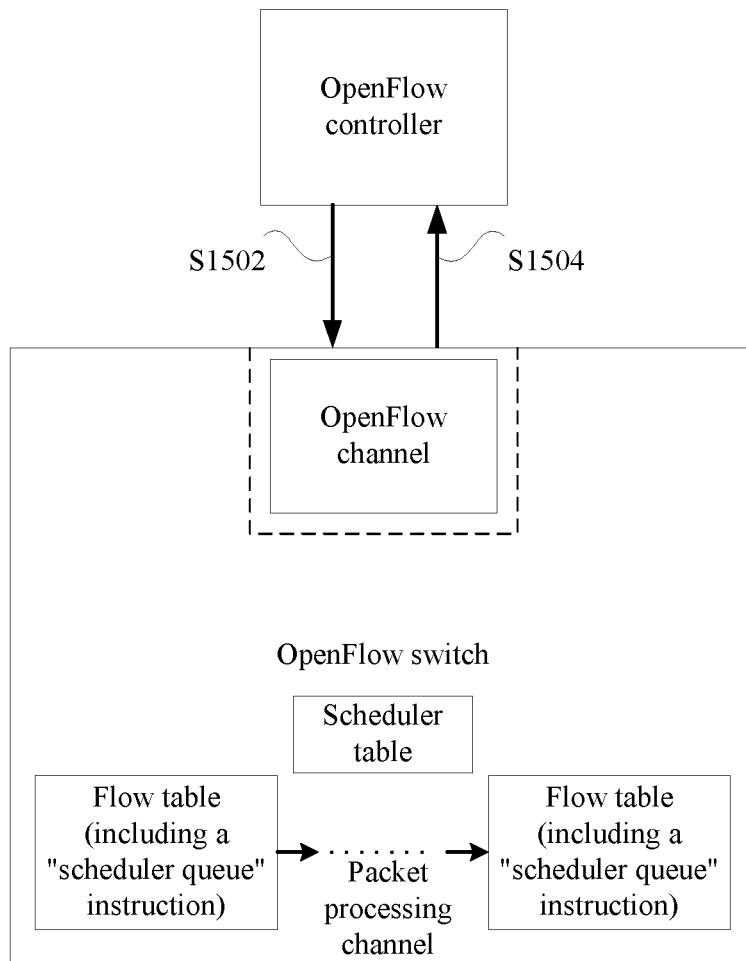 OpenFlow
controller
S1502
S1504
OpenFlow
channel
OpenFlow switch
Scheduler
table
Flow table
(including a
"scheduler queue"
instruction)
Packet
processing
channel
Flow table
(including a
"scheduler queue"
instruction)